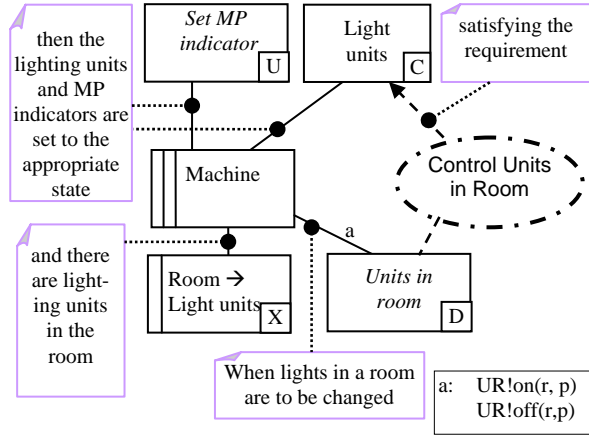 then the
lighting units
and MP
indicators are
set to the
appropriate
state
Set MP
indicator
U
Light
units
C
satisfying the
requirement
Machine
Control Units
in Room
a
and there
are light-
ing units
in the
room
Room →
Light units
X
Units in
room
D
When lights in a room
are to be changed
a: UR!on(r, p)
UR!off(r,p)